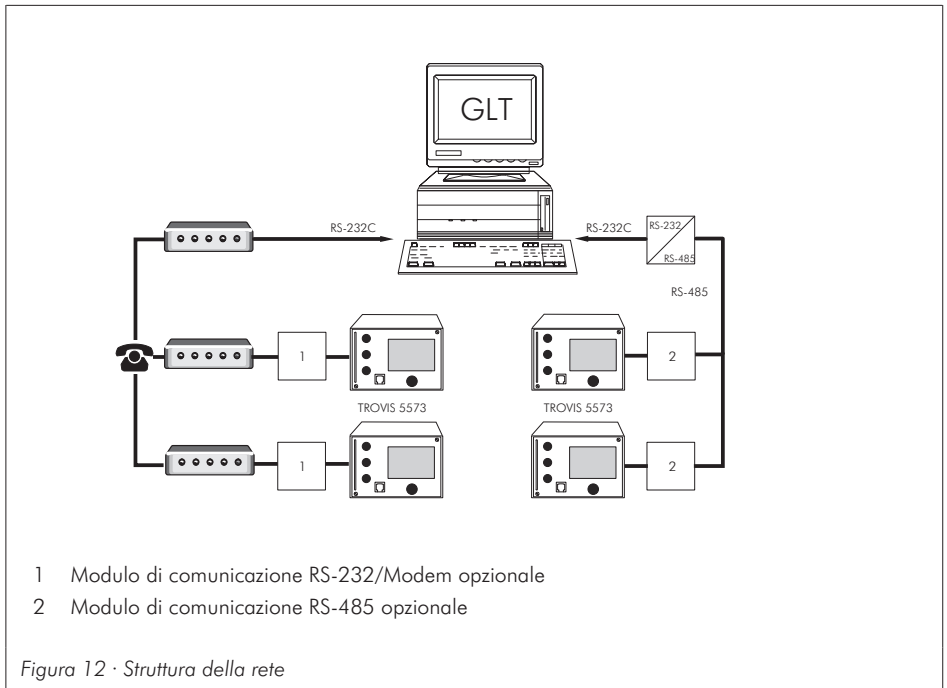 GLT
RS-232C
RS-232C
RS-232
RS-485
RS-485
1
2
TROVIS 5573
TROVIS 5573
1
2
1 Modulo di comunicazione RS-232/Modem opzionale
2 Modulo di comunicazione RS-485 opzionale
Figura 12 · Struttura della rete